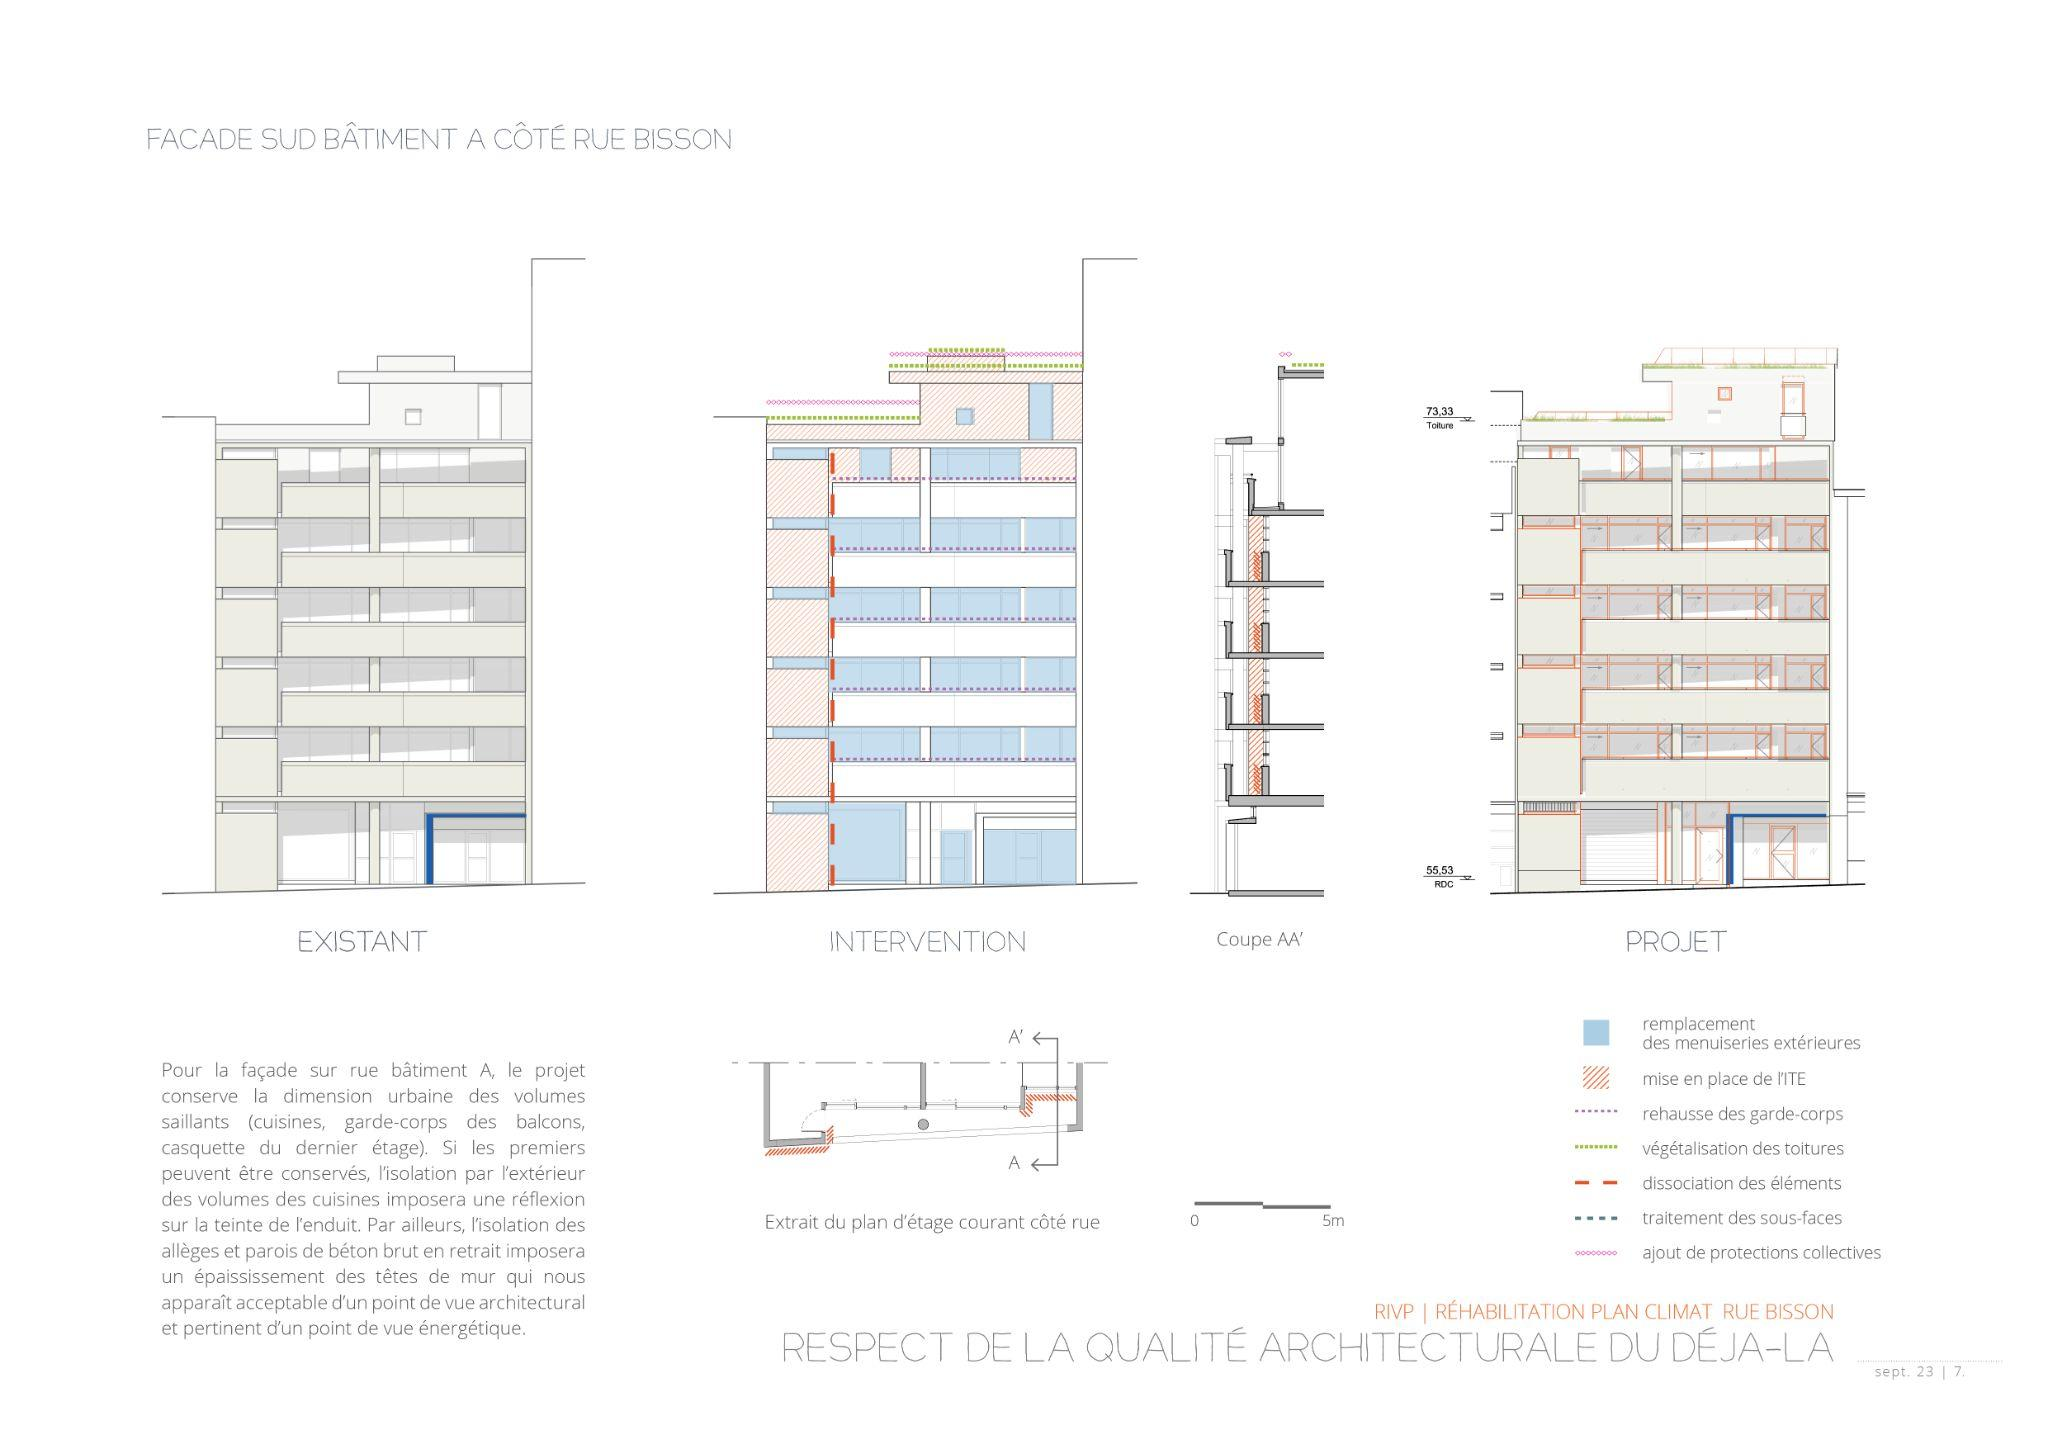 FACADE SUD BÂTIMENT A CÔTÉ RUE BISSON
73,33
Toiture
55,53
RDC
EXISTANT
INTERVENTION
Coupe AA’
PROJET
Pour la façade sur rue bâtiment A, le projet
conserve la dimension urbaine des volumes
saillants (cuisines, garde-corps des balcons,
casquette du dernier étage). Si les premiers
peuvent être conservés, l’isolation par l’extérieur
des volumes des cuisines imposera une réflexion
sur la teinte de l’enduit. Par ailleurs, l’isolation des
allèges et parois de béton brut en retrait imposera
un épaississement des têtes de mur qui nous
apparaît acceptable d’un point de vue architectural
et pertinent d’un point de vue énergétique.
A’
A
Extrait du plan d’étage courant côté rue
0
5m
remplacement
des menuiseries extérieures
mise en place de l’ITE
rehausse des garde-corps
végétalisation des toitures
dissociation des éléments
traitement des sous-faces
ajout de protections collectives
RIVP | RÉHABILITATION PLAN CLIMAT RUE BISSON
RESPECT DE LA QUALITÉ ARCHITECTURALE DU DÉJA-LA
sept. 23 | 7.